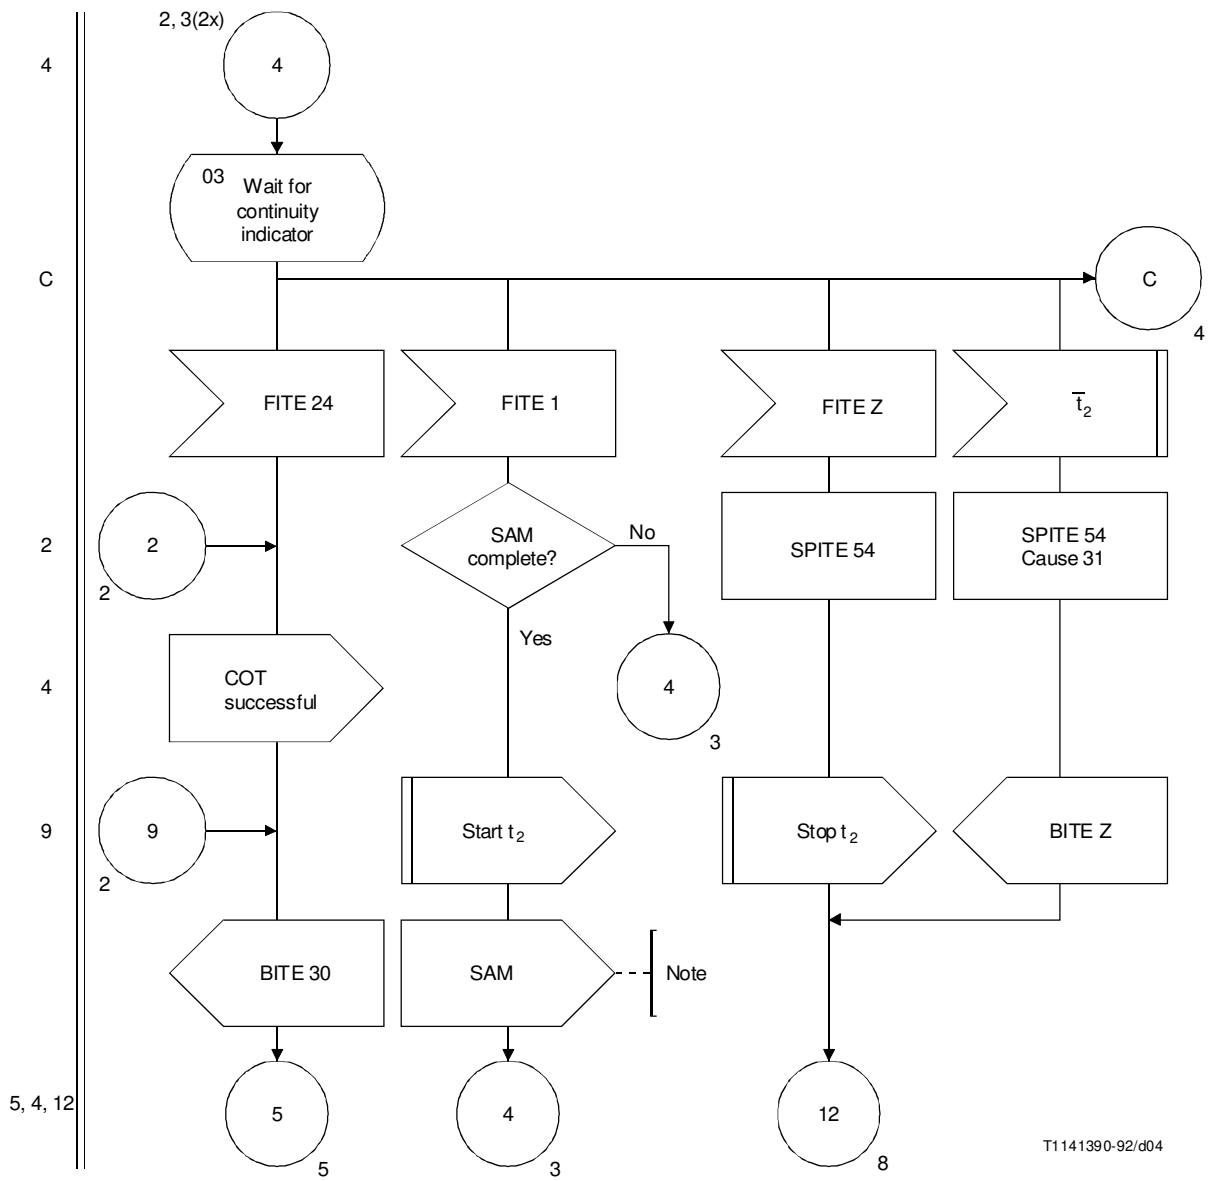 2, 3(2x)
4
4
03
Wait for
continuity
indicator
C
C
4
FITE 24
FITE 1
FITE Z
t̅2
2
2
2
SAM
complete?
No
Yes
SPITE 54
SPITE 54
Cause 31
4
COT
successful
4
3
9
9
2
Start t2
Stop t2
BITE Z
BITE 30
SAM
Note
5, 4, 12
5
5
4
3
12
8
T1141390-92/d04